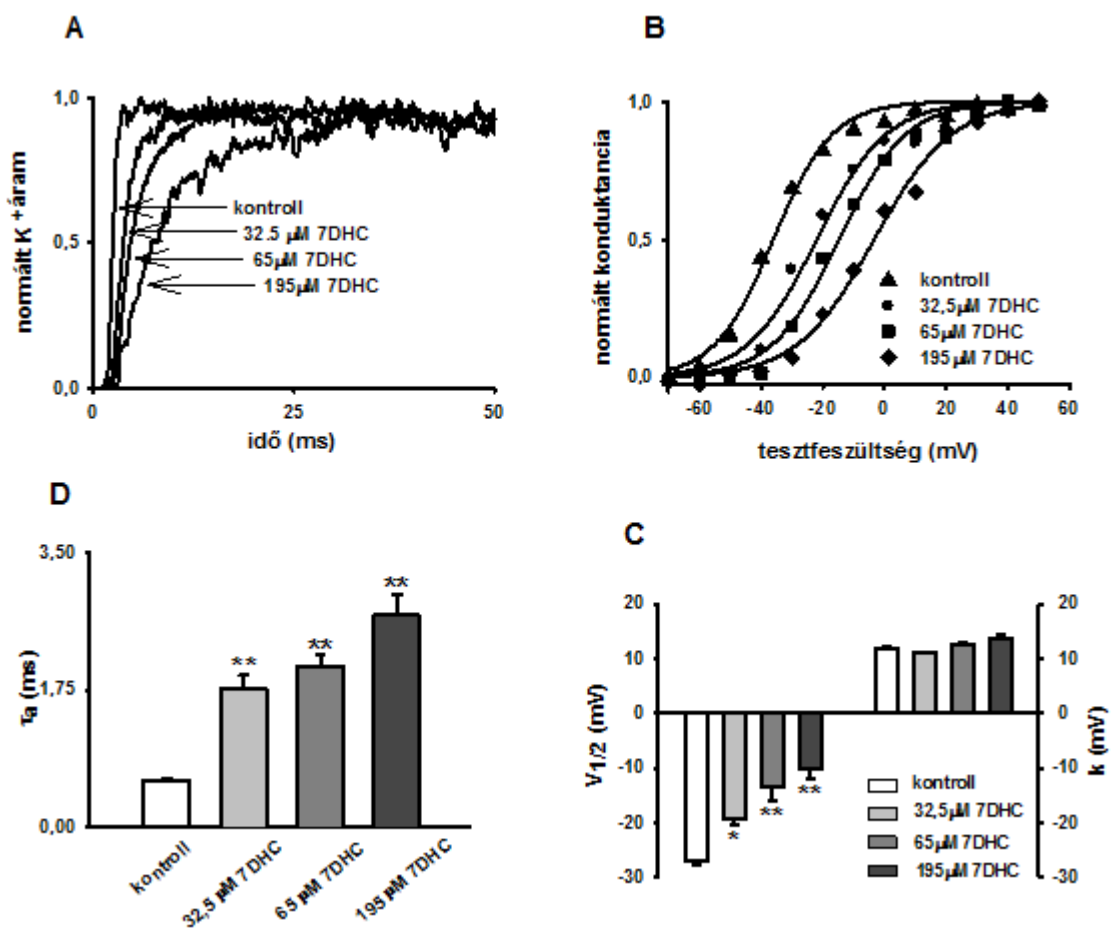 A
normált K+áram
1,0
0,5
0,0
kontroll
32.5 µM 7DHC
65µM 7DHC
195µM 7DHC
0
25
50
idő (ms)
B
normált konduktancia
1,0
0,5
0,0
kontroll
32,5µM 7DHC
65µM 7DHC
195 µM 7DHC
-60
-40
-20
0
20
40
60
tesztfeszültség (mV)
D
τa (ms)
3,50
1,75
0,00
**
**
**
kontroll
32,5 µM 7DHC
65 µM 7DHC
195 µM 7DHC
C
V1/2 (mV)
20
10
0
-10
-20
-30
*
**
**
kontroll
32,5µM 7DHC
65µM 7DHC
195µM 7DHC
20
10
0
-10
-20
-30
k (mV)